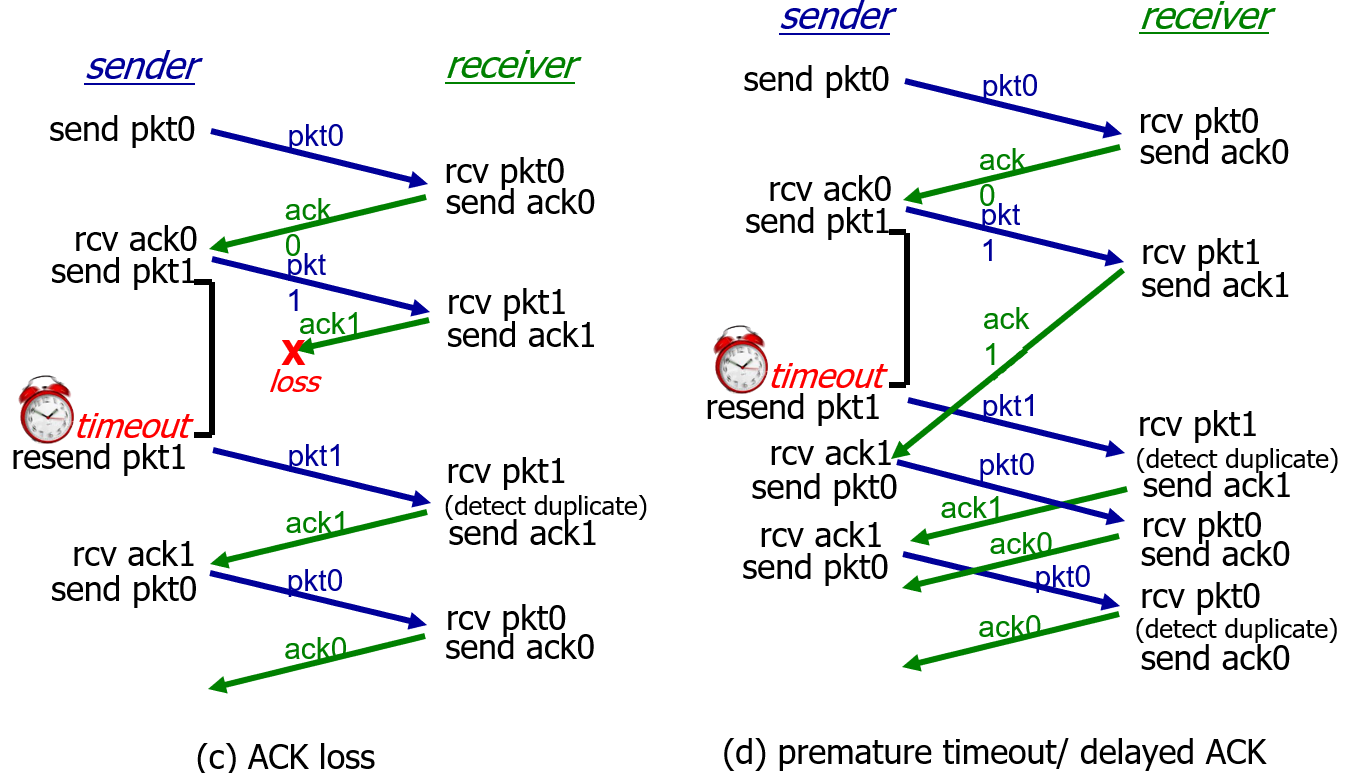 sender
receiver
send pkt0
pkt0
rcv pkt0
send ack0
ack
0
rcv ack0
send pkt1
pkt
1
rcv pkt1
send ack1
ack1
X
loss
timeout
resend pkt1
pkt1
rcv pkt1
(detect duplicate)
send ack1
ack1
rcv ack1
send pkt0
pkt0
rcv pkt0
send ack0
ack0
(c) ACK loss
sender
receiver
send pkt0
pkt0
rcv pkt0
send ack0
ack
0
rcv ack0
send pkt1
pkt
1
rcv pkt1
send ack1
ack
1
timeout
resend pkt1
pkt1
rcv pkt1
(detect duplicate)
send ack1
rcv ack1
send pkt0
pkt0
ack1
rcv pkt0
send ack0
rcv ack1
send pkt0
ack0
pkt0
rcv pkt0
(detect duplicate)
send ack0
ack0
(d) premature timeout/ delayed ACK